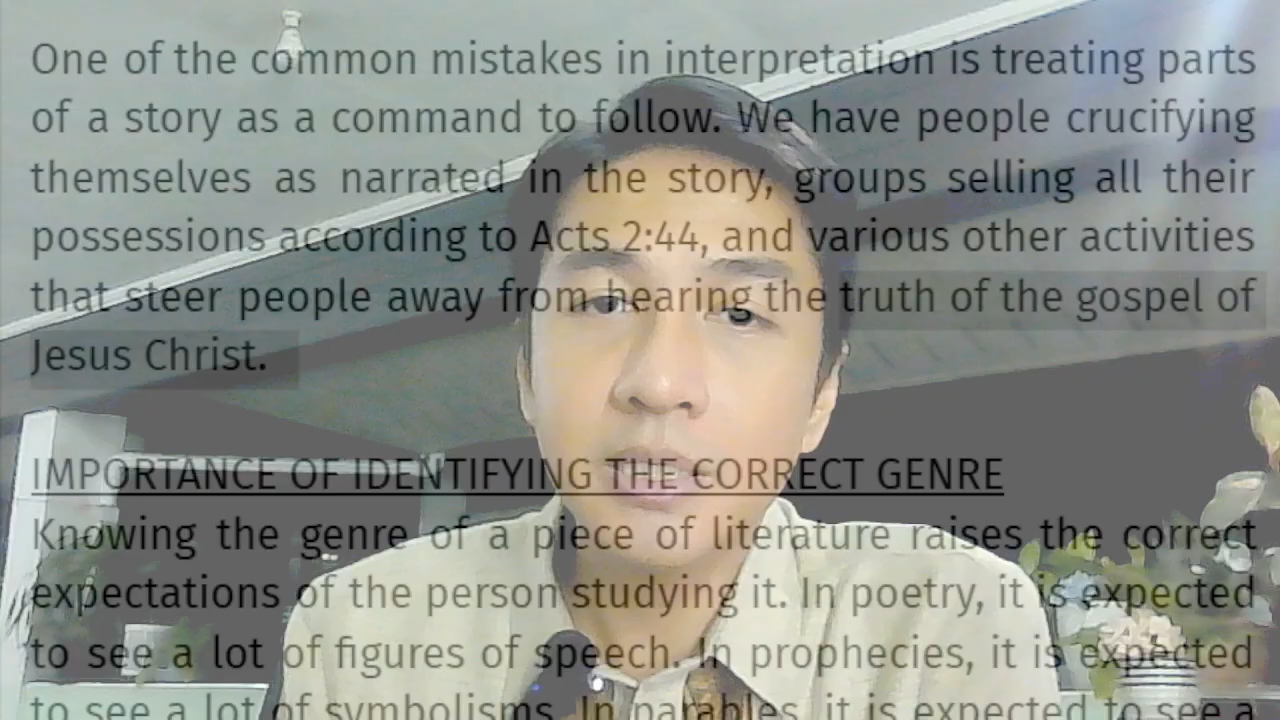 One of the common mistakes in interpretation is treating parts
of a story as a command to follow. We have people crucifying
themselves as narrated in the story, groups selling all their
possessions according to Acts 2:44, and various other activities
that steer people away from hearing the truth of the gospel of
Jesus Christ.
IMPORTANCE OF IDENTIFYING THE CORRECT GENRE
Knowing the genre of a piece of literature raises the correct
expectations of the person studying it. In poetry, it is expected
to see a lot of figures of speech. In prophecies, it is expected
to see a lot of symbolisms. In parables, it is expected to see a